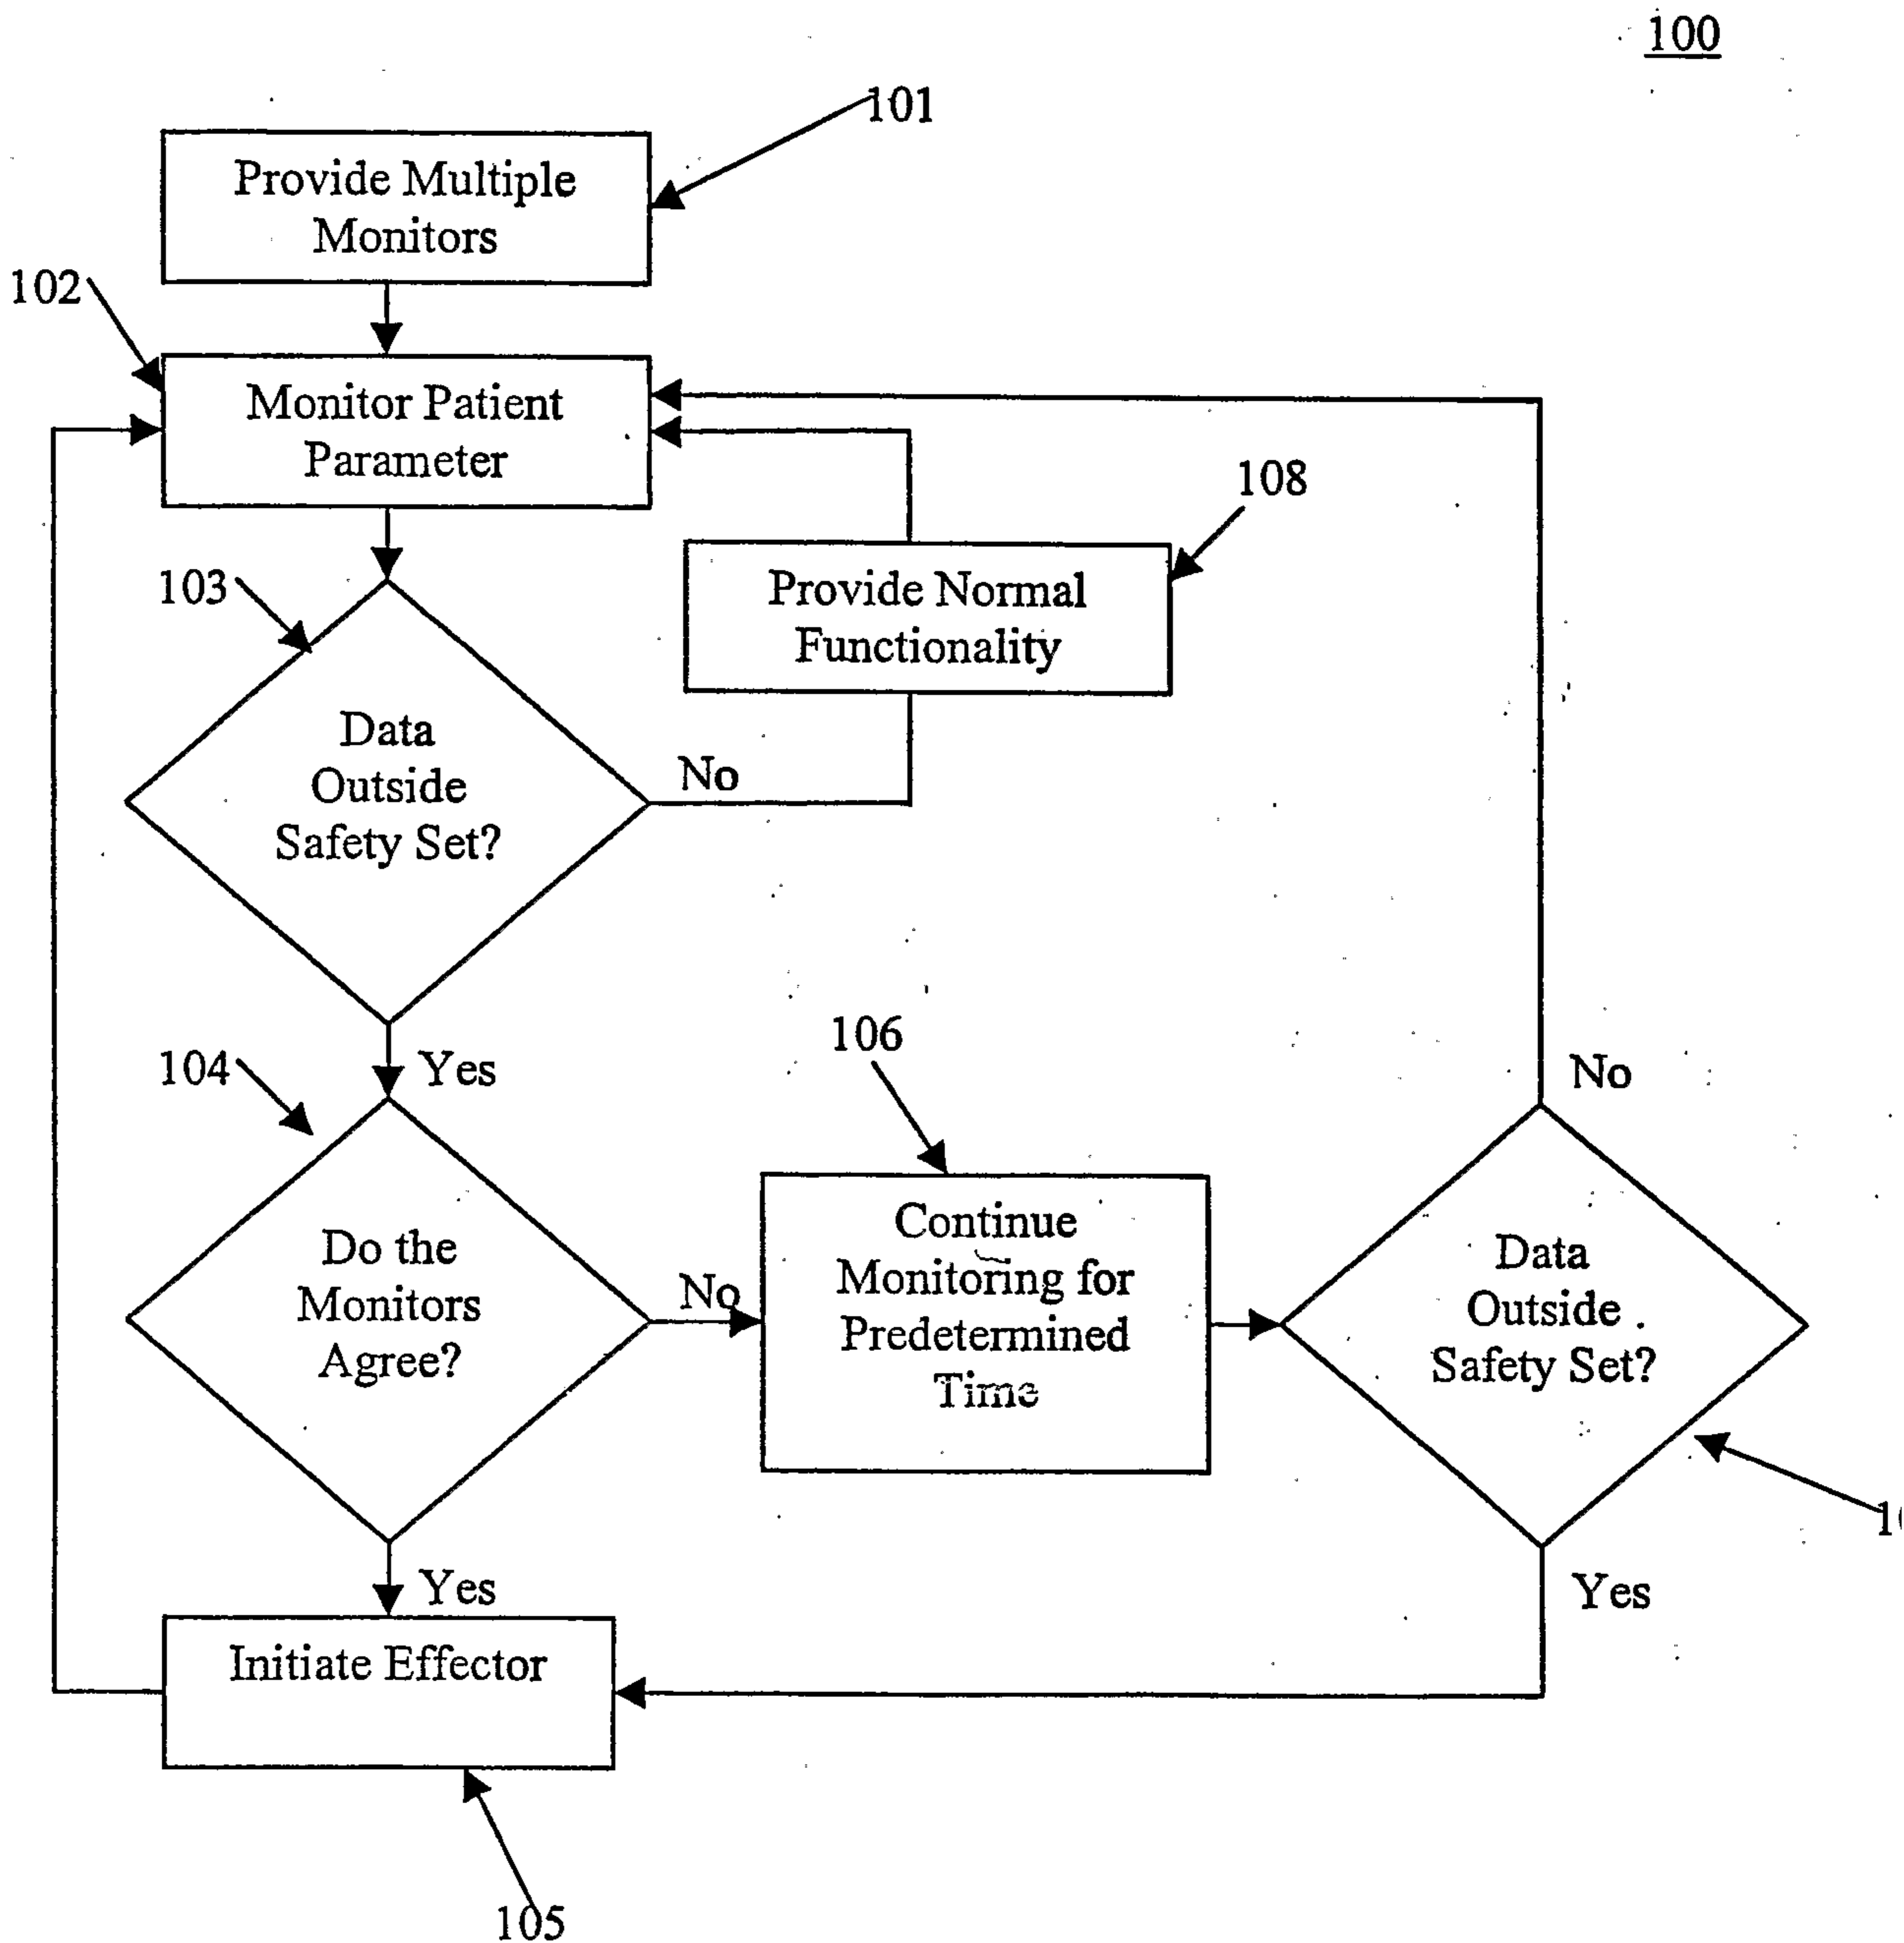 100
101
Provide Multiple
Monitors
102
Monitor Patient
Parameter
108
Provide Normal
Functionality
103
Data
Outside
Safety Set?
No
Yes
104
106
No
Do the
Monitors
Agree?
No
Continue
Monitoring for
Predetermined
Time
Data
Outside
Safety Set?
Yes
Yes
Initiate Effector
105